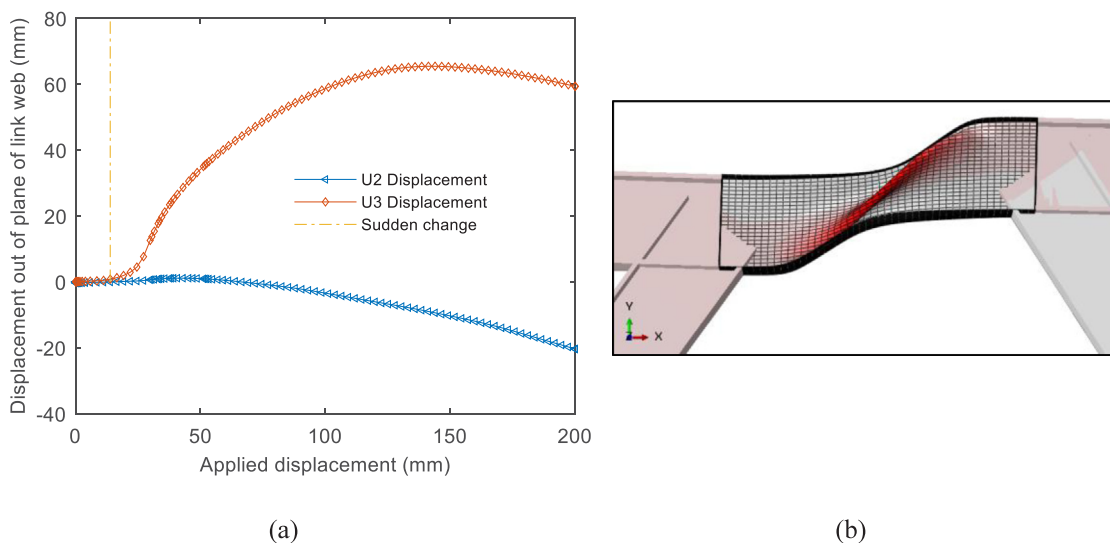 80
60
40
20
0
-20
-40
0
50
100
150
200
Displacement out of plane of link web (mm)
Applied displacement (mm)
U2 Displacement
U3 Displacement
Sudden change
(a)
Y
X
(b)